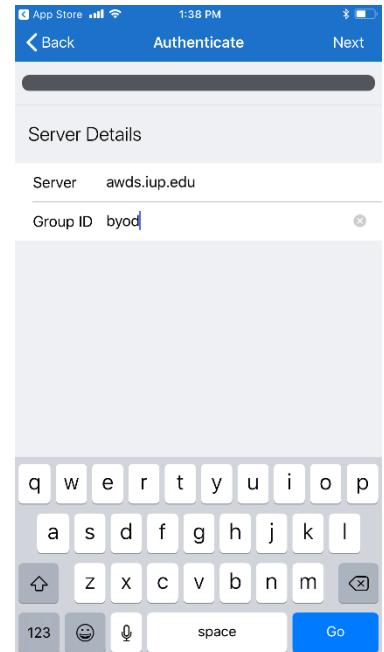 App Store 1:38 PM
Back Authenticate Next
Server Details
Server awds.iup.edu
Group ID byod
q w e r t y u i o p
a s d f g h j k l
z x c v b n m
123 space Go